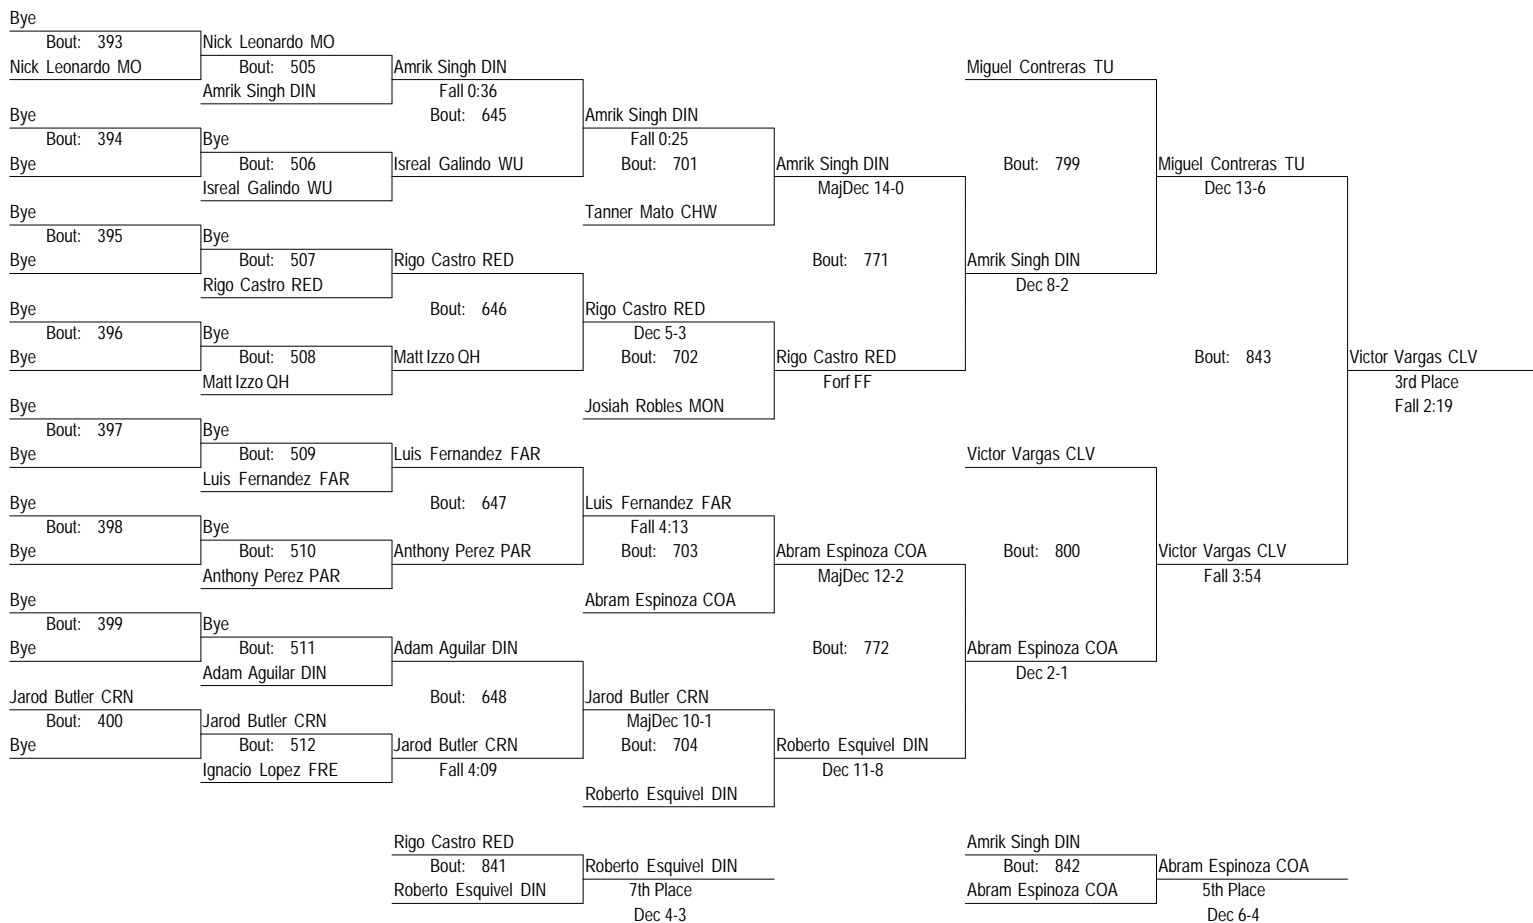 Bye
Bout: 393
Nick Leonardo MO
Nick Leonardo MO
Bout: 505
Amrik Singh DIN
Amrik Singh DIN
Fall 0:36
Bout: 645
Bye
Bout: 394
Bye
Bye
Bout: 506
Isreal Galindo WU
Isreal Galindo WU
Amrik Singh DIN
Fall 0:25
Bout: 701
Tanner Mato CHW
Amrik Singh DIN
MajDec 14-0
Bout: 771
Bye
Bout: 395
Bye
Bye
Bout: 507
Rigo Castro RED
Rigo Castro RED
Bout: 646
Bye
Bout: 396
Bye
Bye
Bout: 508
Matt Izzo QH
Matt Izzo QH
Rigo Castro RED
Dec 5-3
Bout: 702
Josiah Robles MON
Rigo Castro RED
Forf FF
Miguel Contreras TU
Bout: 799
Amrik Singh DIN
Dec 8-2
Miguel Contreras TU
Dec 13-6
Bout: 843
Victor Vargas CLV
3rd Place
Fall 2:19
Bye
Bout: 397
Bye
Bye
Bout: 509
Luis Fernandez FAR
Luis Fernandez FAR
Bout: 647
Bye
Bout: 398
Bye
Bye
Bout: 510
Anthony Perez PAR
Anthony Perez PAR
Luis Fernandez FAR
Fall 4:13
Bout: 703
Abram Espinoza COA
Abram Espinoza COA
MajDec 12-2
Bout: 772
Bye
Bout: 399
Bye
Bye
Bout: 511
Adam Aguilar DIN
Adam Aguilar DIN
Bout: 648
Jarod Butler CRN
Bout: 400
Bye
Jarod Butler CRN
Bout: 512
Ignacio Lopez FRE
Jarod Butler CRN
Fall 4:09
Jarod Butler CRN
MajDec 10-1
Bout: 704
Roberto Esquivel DIN
Roberto Esquivel DIN
Dec 11-8
Victor Vargas CLV
Bout: 800
Abram Espinoza COA
Dec 2-1
Victor Vargas CLV
Fall 3:54
Rigo Castro RED
Bout: 841
Roberto Esquivel DIN
Roberto Esquivel DIN
7th Place
Dec 4-3
Amrik Singh DIN
Bout: 842
Abram Espinoza COA
Abram Espinoza COA
5th Place
Dec 6-4